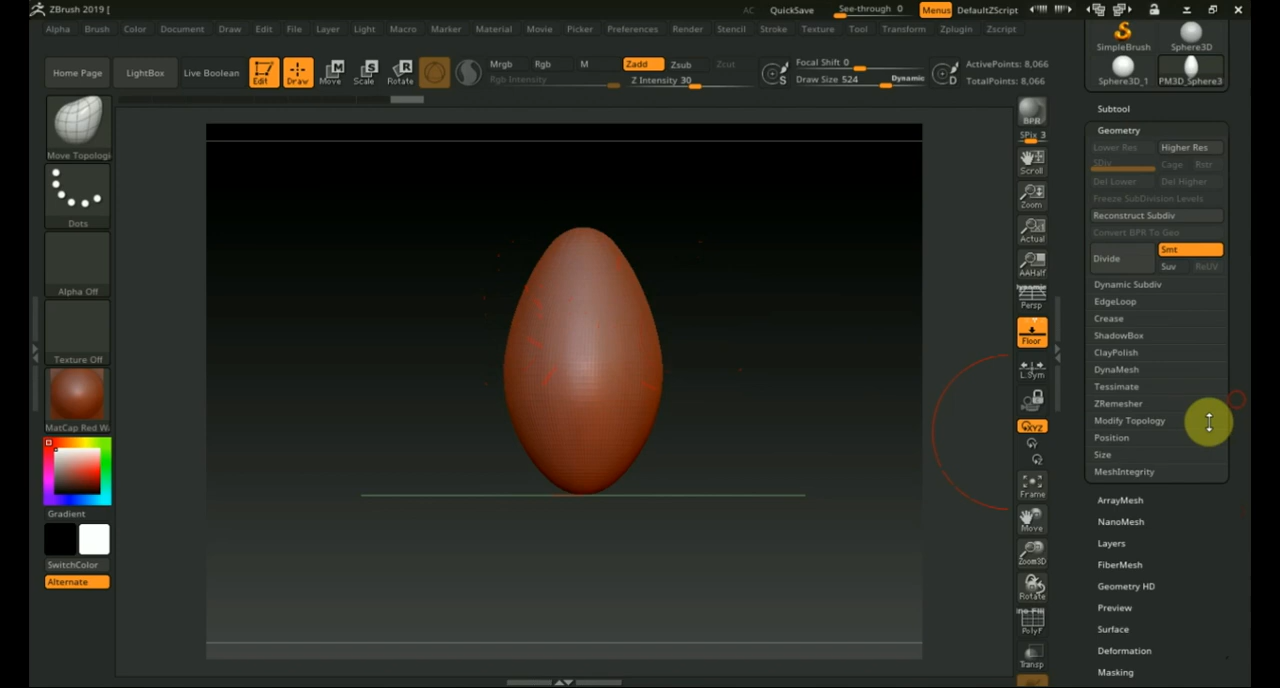 ZBrush 2019 [
AC QuickSave See-through 0 Menus DefaultZScript
Alpha Brush Color Document Draw Edit File Layer Light Macro Marker Material Movie Picker Preferences Render Stencil Stroke Texture Tool Transform Zplugin Zscript
Home Page LightBox Live Boolean Edit Draw Move Scale Rotate
Mrgb Rgb M Zadd Zsub Zcut
Rgb Intensity Z Intensity 30
Focal Shift 0
Draw Size 524 Dynamic
S
D
ActivePoints: 8,066
TotalPoints: 8,066
Move Topologi
Dots
Alpha Off
Texture Off
MatCap Red W
Gradient
SwitchColor
Alternate
BPR
SPix 3
Scroll
Zoom
Actual
AAHalf
Dynamic
Persp
Floor
L.Sym
XYZ
Frame
Move
Zoom3D
Rotate
PolyF
Transp
SimpleBrush Sphere3D
Sphere3D_1 PM3D_Sphere3
Subtool
Geometry
Lower Res Higher Res
SDiv Cage Rstr
Del Lower Del Higher
Freeze SubDivision Levels
Reconstruct Subdiv
Convert BPR To Geo
Divide Smt
Suv RelUV
Dynamic Subdiv
EdgeLoop
Crease
ShadowBox
ClayPolish
DynaMesh
Tessimate
ZRemesher
Modify Topology
Position
Size
MeshIntegrity
ArrayMesh
NanoMesh
Layers
FiberMesh
Geometry HD
Preview
Surface
Deformation
Masking